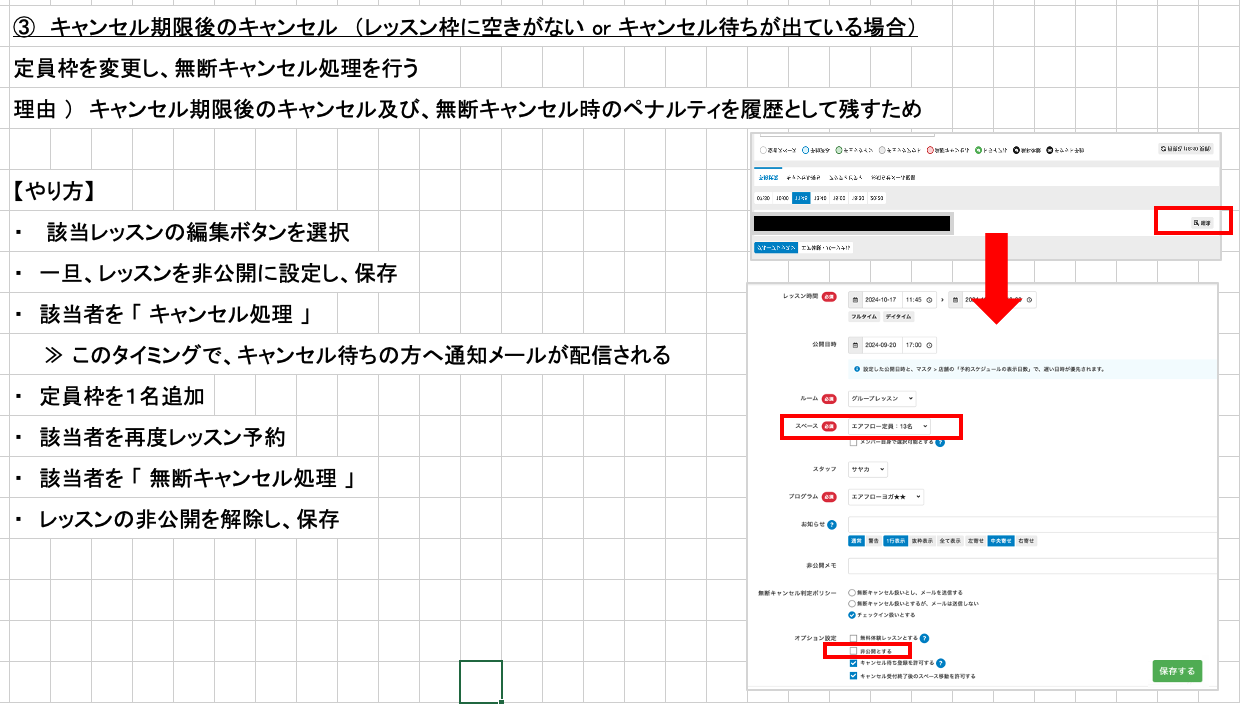 ③　キャンセル期限後のキャンセル　（レッスン枠に空きがない or キャンセル待ちが出ている場合）
定員枠を変更し、無断キャンセル処理を行う
理由 ）　キャンセル期限後のキャンセル及び、無断キャンセル時のペナルティを履歴として残すため
【やり方】
・　該当レッスンの編集ボタンを選択
・　一旦、レッスンを非公開に設定し、保存
・　該当者を「 キャンセル処理 」
≫ このタイミングで、キャンセル待ちの方へ通知メールが配信される
・　定員枠を１名追加
・　該当者を再度レッスン予約
・　該当者を「 無断キャンセル処理 」
・　レッスンの非公開を解除し、保存
レッスン時間 必須 2024-10-17 11:45
フルタイム デイタイム
公開日時 2024-09-20 17:00
設定した公開日時と、マスタ > 店舗の「予約スケジュールの表示日数」で、遅い日時が優先されます。
ルーム 必須 グループレッスン
スペース 必須 エアフロー定員：13名
メンバー自身で選択可能とする
スタッフ サヤカ
プログラム 必須 エアフローヨガ★★
お知らせ
通常 警告 1行表示 抜粋表示 全て表示 左寄せ 中央寄せ 右寄せ
非公開メモ
無断キャンセル判定ポリシー 無断キャンセル扱いとし、メールを送信する
無断キャンセル扱いとするが、メールは送信しない
チェックイン扱いとする
オプション設定 無料体験レッスンとする
非公開とする
キャンセル待ち登録を許可する
キャンセル受付終了後のスペース移動を許可する
保存する